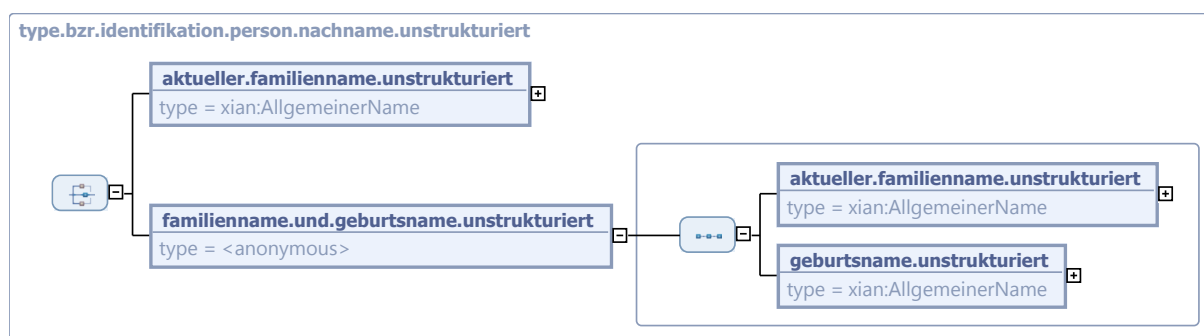 type.bzr.identifikation.person.nachname.unstrukturiert
aktueller.familienname.unstrukturiert
type = xian:AllgemeinerName
familienname.und.geburtsname.unstrukturiert
type = <anonymous>
aktueller.familienname.unstrukturiert
type = xian:AllgemeinerName
geburtsname.unstrukturiert
type = xian:AllgemeinerName